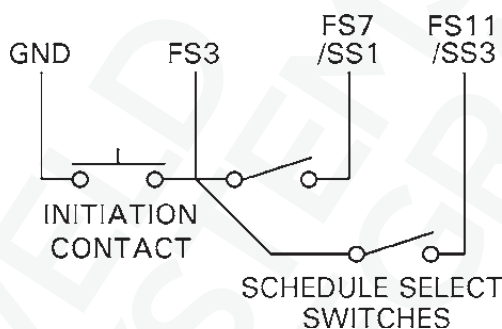 GND
FS3
FS7
/SS1
FS11
/SS3
INITIATION
CONTACT
SCHEDULE SELECT
SWITCHES